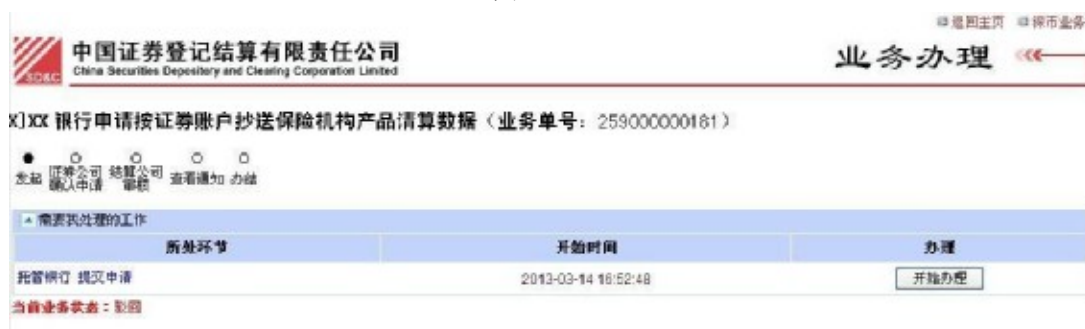 退回主页 探市业务
中国证券登记结算有限责任公司
China Securities Depository and Clearing Corporation Limited
SD&C
业务办理
X]XX 银行申请按证券账户抄送保险机构产品清算数据（业务单号：259000000181）
发起 证券公司确认申请 结算公司审核 查看通知 办结
需要我处理的工作
所处环节 开始时间 办理
托管银行 提交申请 2013-03-14 16:52:48 开始办理
当前业务状态：驳回